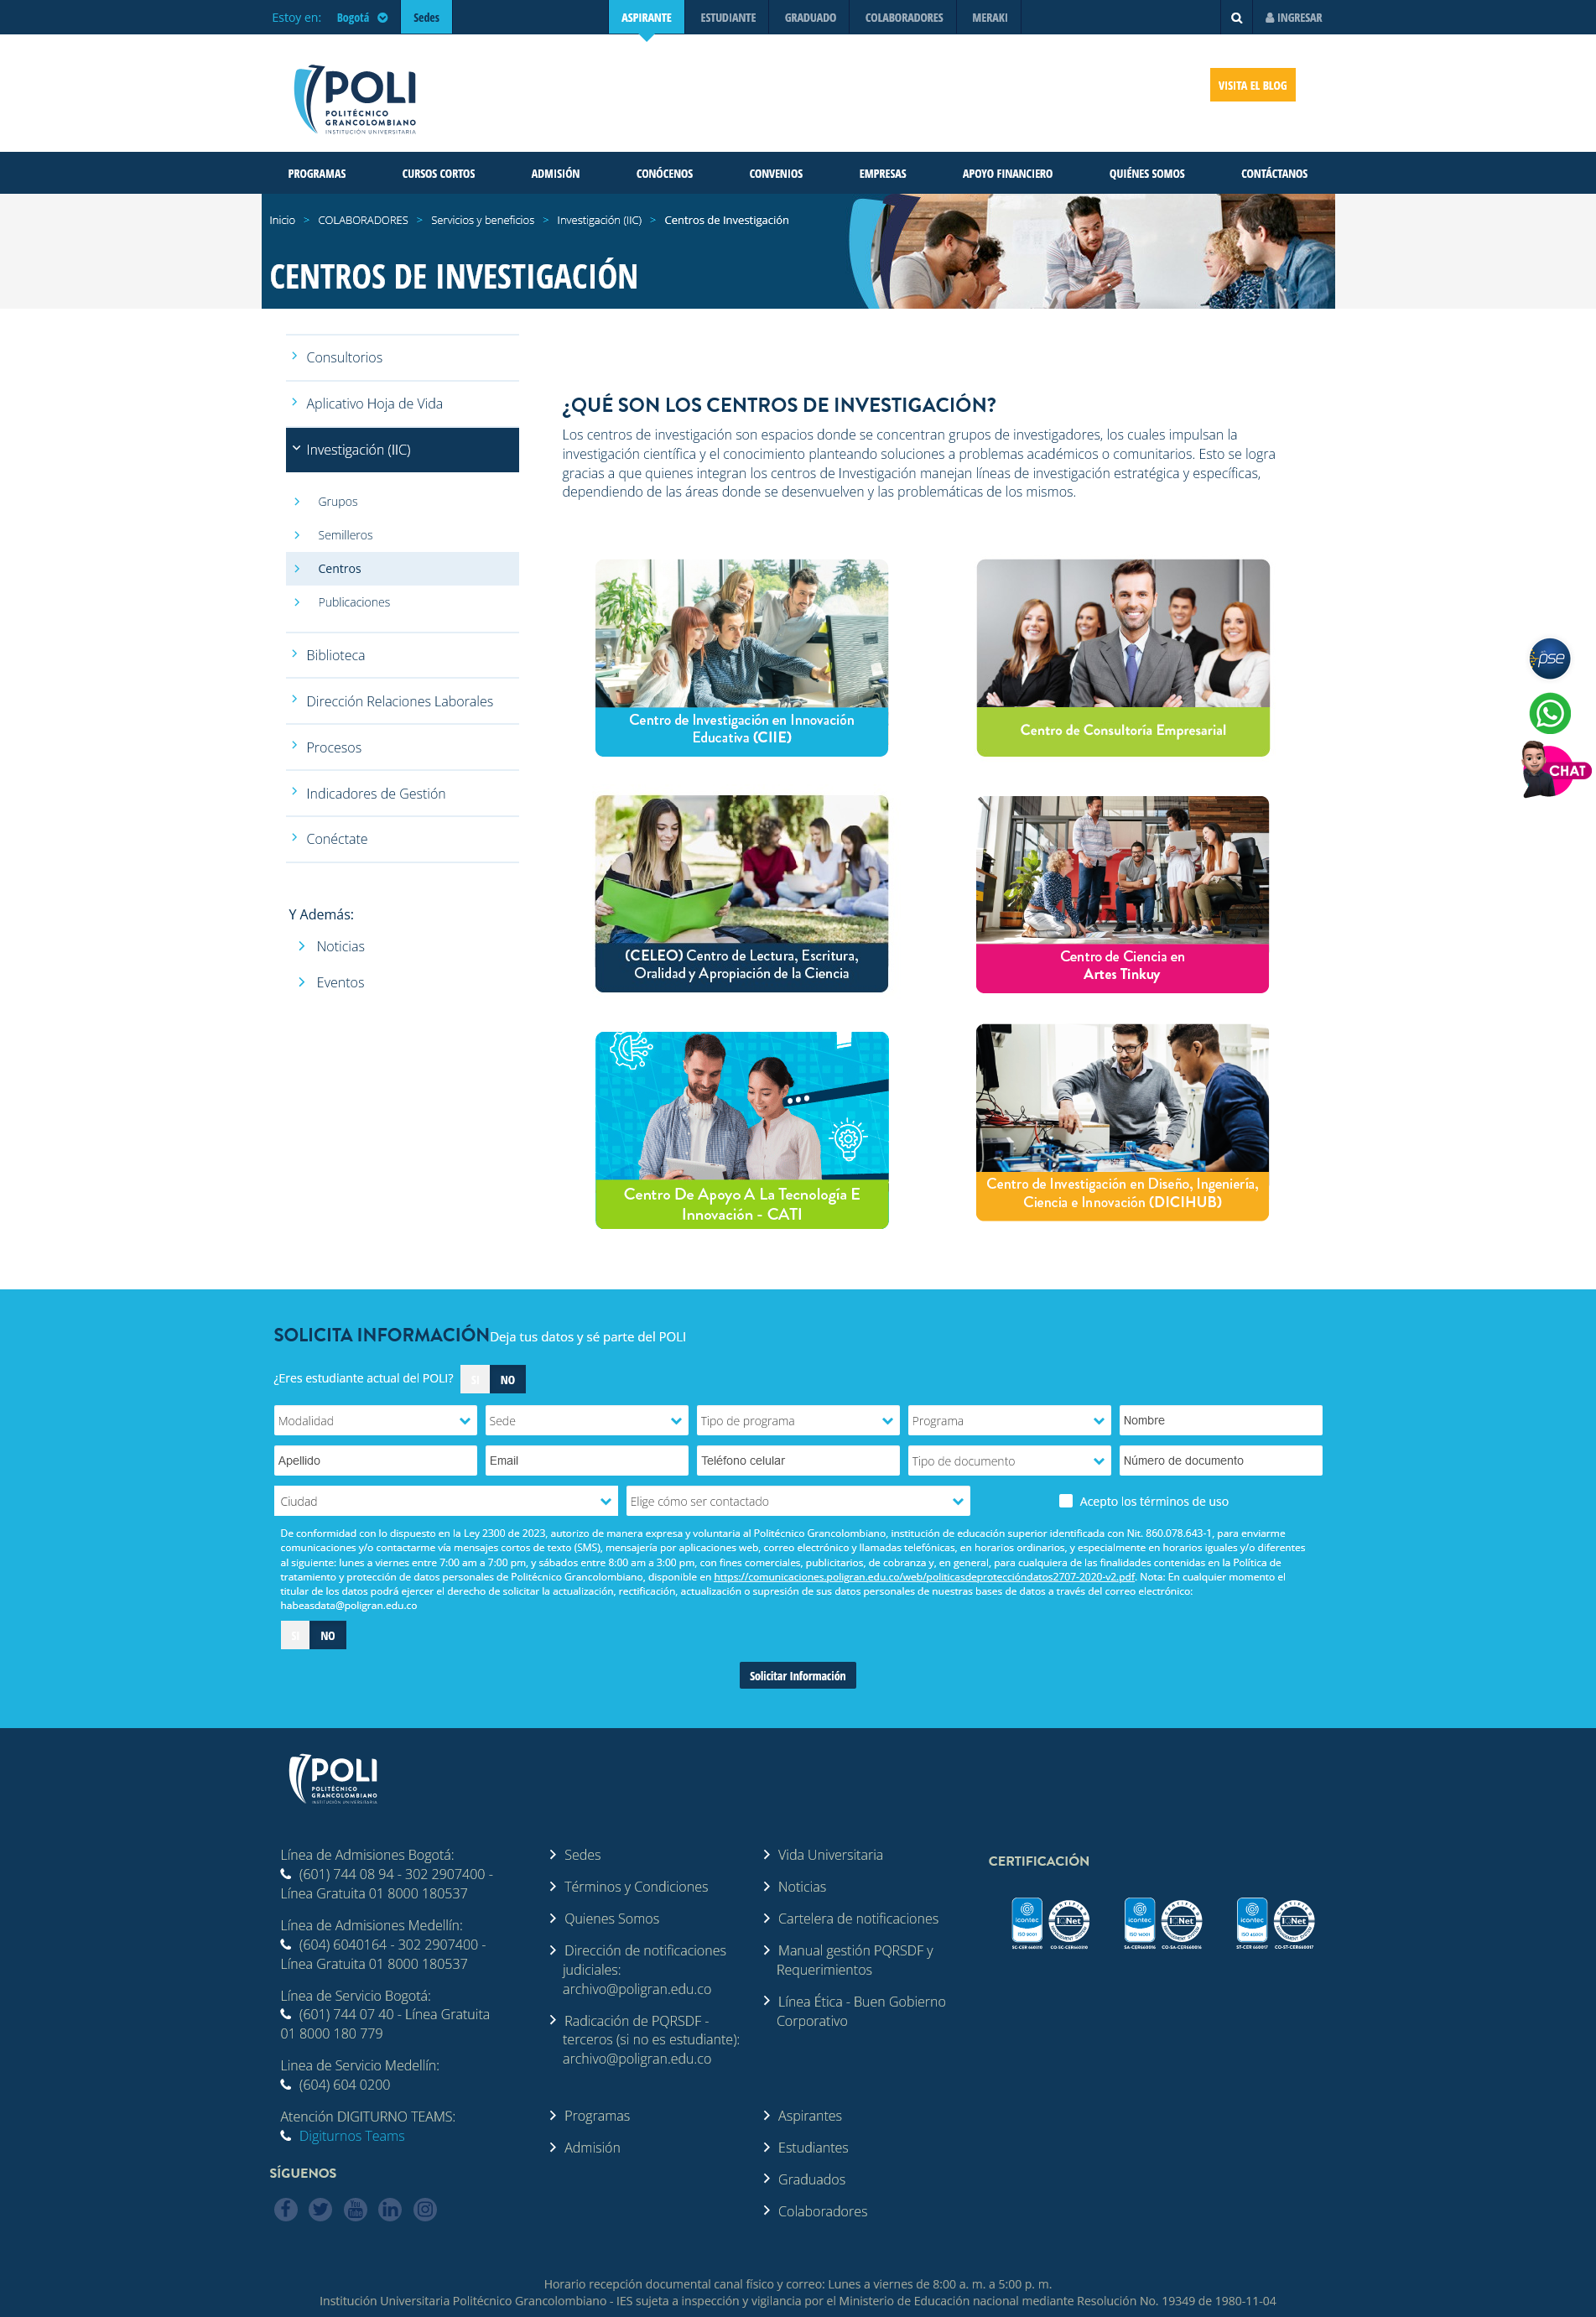 Estoy en: Bogotá Sedes ASPIRANTE ESTUDIANTE GRADUADO COLABORADORES MERAKI INGRESAR
POLI
POLITÉCNICO
GRANCOLOMBIANO
INSTITUCIÓN UNIVERSITARIA
VISITA EL BLOG
PROGRAMAS CURSOS CORTOS ADMISIÓN CONÓCENOS CONVENIOS EMPRESAS APOYO FINANCIERO QUIÉNES SOMOS CONTÁCTANOS
Inicio > COLABORADORES > Servicios y beneficios > Investigación (IIC) > Centros de Investigación
CENTROS DE INVESTIGACIÓN
Consultorios
Aplicativo Hoja de Vida
Investigación (IIC)
Grupos
Semilleros
Centros
Publicaciones
Biblioteca
Dirección Relaciones Laborales
Procesos
Indicadores de Gestión
Conéctate
Y Además:
Noticias
Eventos
¿QUÉ SON LOS CENTROS DE INVESTIGACIÓN?
Los centros de investigación son espacios donde se concentran grupos de investigadores, los cuales impulsan la
investigación científica y el conocimiento planteando soluciones a problemas académicos o comunitarios. Esto se logra
gracias a que quienes integran los centros de Investigación manejan líneas de investigación estratégica y específicas,
dependiendo de las áreas donde se desenvuelven y las problemáticas de los mismos.
Centro de Investigación en Innovación
Educativa (CIIE)
Centro de Consultoría Empresarial
(CELEO) Centro de Lectura, Escritura,
Oralidad y Apropiación de la Ciencia
Centro de Ciencia en
Artes Tinkuy
Centro De Apoyo A La Tecnología E
Innovación - CATI
Centro de Investigación en Diseño, Ingeniería,
Ciencia e Innovación (DICIHUB)
pse
CHAT
SOLICITA INFORMACIÓN Deja tus datos y sé parte del POLI
¿Eres estudiante actual del POLI? SI NO
Modalidad Sede Tipo de programa Programa Nombre
Apellido Email Teléfono celular Tipo de documento Número de documento
Ciudad Elige cómo ser contactado Acepto los términos de uso
De conformidad con lo dispuesto en la Ley 2300 de 2023, autorizo de manera expresa y voluntaria al Politécnico Grancolombiano, institución de educación superior identificada con Nit. 860.078.643-1, para enviarme
comunicaciones y/o contactarme vía mensajes cortos de texto (SMS), mensajería por aplicaciones web, correo electrónico y llamadas telefónicas, en horarios ordinarios, y especialmente en horarios iguales y/o diferentes
al siguiente: lunes a viernes entre 7:00 am a 7:00 pm, y sábados entre 8:00 am a 3:00 pm, con fines comerciales, publicitarios, de cobranza y, en general, para cualquiera de las finalidades contenidas en la Política de
tratamiento y protección de datos personales de Politécnico Grancolombiano, disponible en https://comunicaciones.poligran.edu.co/web/politicasdeproteccióndatos2707-2020-v2.pdf. Nota: En cualquier momento el
titular de los datos podrá ejercer el derecho de solicitar la actualización, rectificación, actualización o supresión de sus datos personales de nuestras bases de datos a través del correo electrónico:
habeasdata@poligran.edu.co
SI NO
Solicitar Información
POLI
POLITÉCNICO
GRANCOLOMBIANO
INSTITUCIÓN UNIVERSITARIA
Línea de Admisiones Bogotá:
(601) 744 08 94 - 302 2907400 -
Línea Gratuita 01 8000 180537
Línea de Admisiones Medellín:
(604) 6040164 - 302 2907400 -
Línea Gratuita 01 8000 180537
Línea de Servicio Bogotá:
(601) 744 07 40 - Línea Gratuita
01 8000 180 779
Linea de Servicio Medellín:
(604) 604 0200
Atención DIGITURNO TEAMS:
Digiturnos Teams
SÍGUENOS
Sedes
Términos y Condiciones
Quienes Somos
Dirección de notificaciones
judiciales:
archivo@poligran.edu.co
Radicación de PQRSDF -
terceros (si no es estudiante):
archivo@poligran.edu.co
Programas
Admisión
Vida Universitaria
Noticias
Cartelera de notificaciones
Manual gestión PQRSDF y
Requerimientos
Línea Ética - Buen Gobierno
Corporativo
Aspirantes
Estudiantes
Graduados
Colaboradores
CERTIFICACIÓN
icontec icontec icontec
Horario recepción documental canal físico y correo: Lunes a viernes de 8:00 a. m. a 5:00 p. m.
Institución Universitaria Politécnico Grancolombiano - IES sujeta a inspección y vigilancia por el Ministerio de Educación nacional mediante Resolución No. 19349 de 1980-11-04